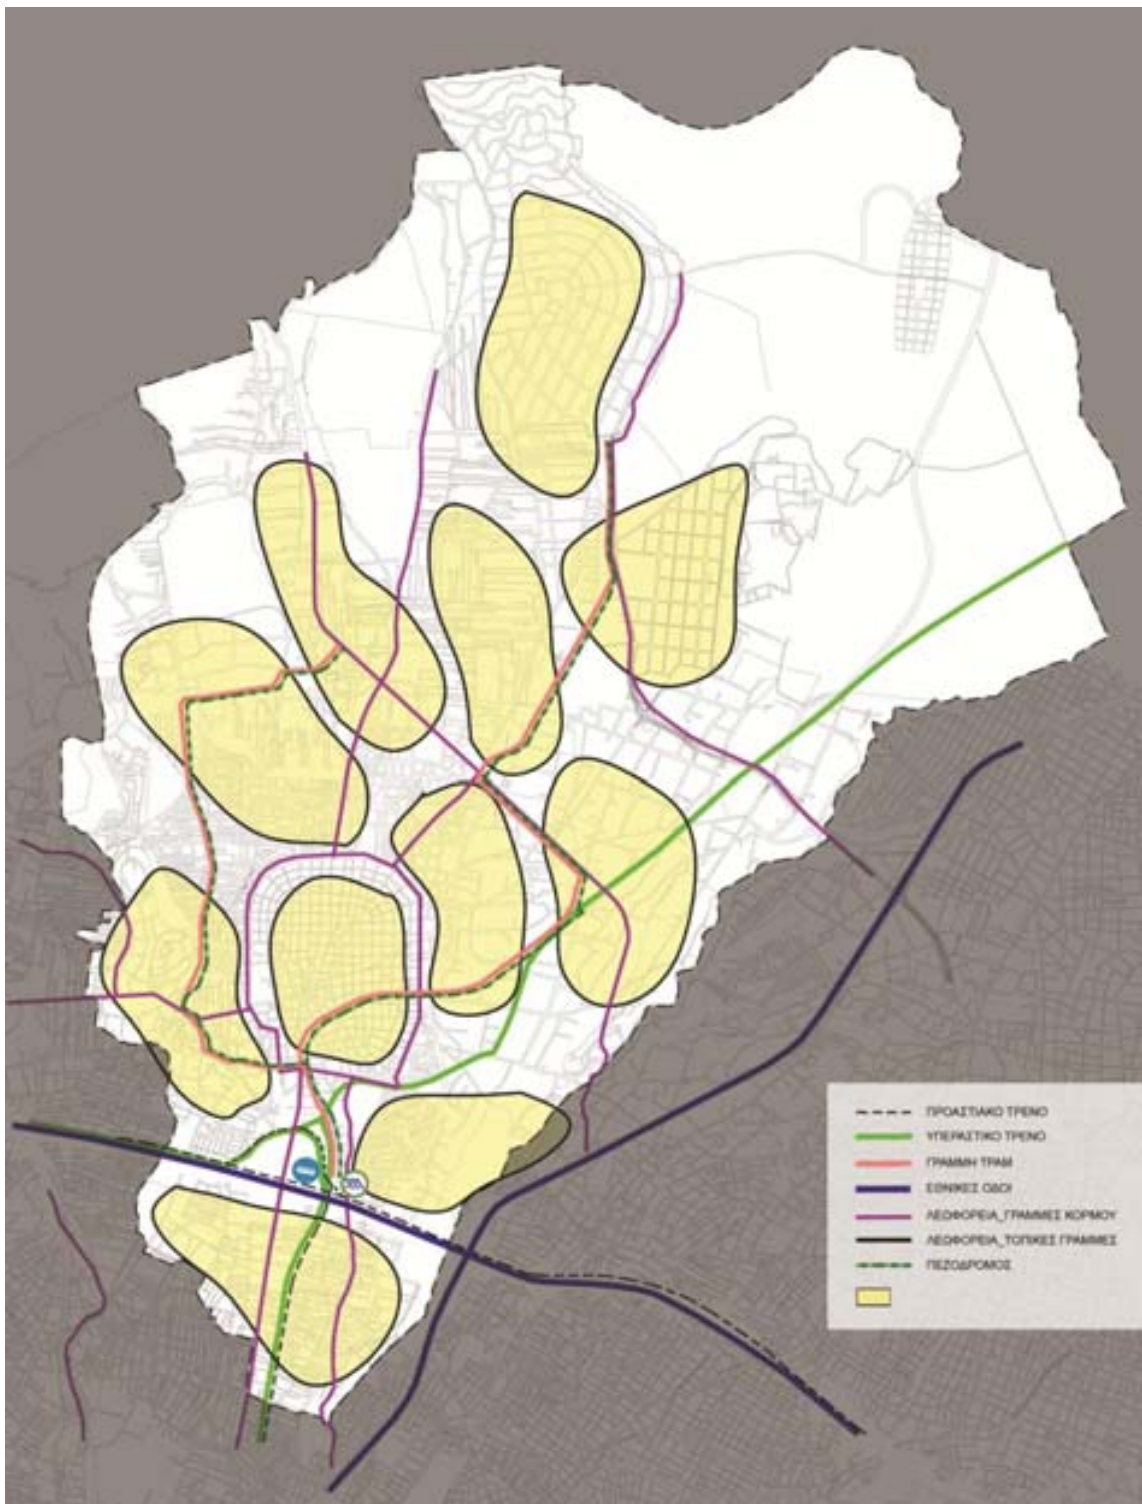 ΠΡΟΑΣΤΙΑΚΟ ΤΡΕΝΟ
ΥΠΕΡΑΣΤΙΚΟ ΤΡΕΝΟ
ΓΡΑΜΜΗ ΤΡΑΜ
ΕΘΝΙΚΕΣ ΟΔΟΙ
ΛΕΩΦΟΡΕΙΑ_ΓΡΑΜΜΕΣ ΚΟΡΜΟΥ
ΛΕΩΦΟΡΕΙΑ_ΤΟΠΙΚΕΣ ΓΡΑΜΜΕΣ
ΠΕΖΟΔΡΟΜΟΣ